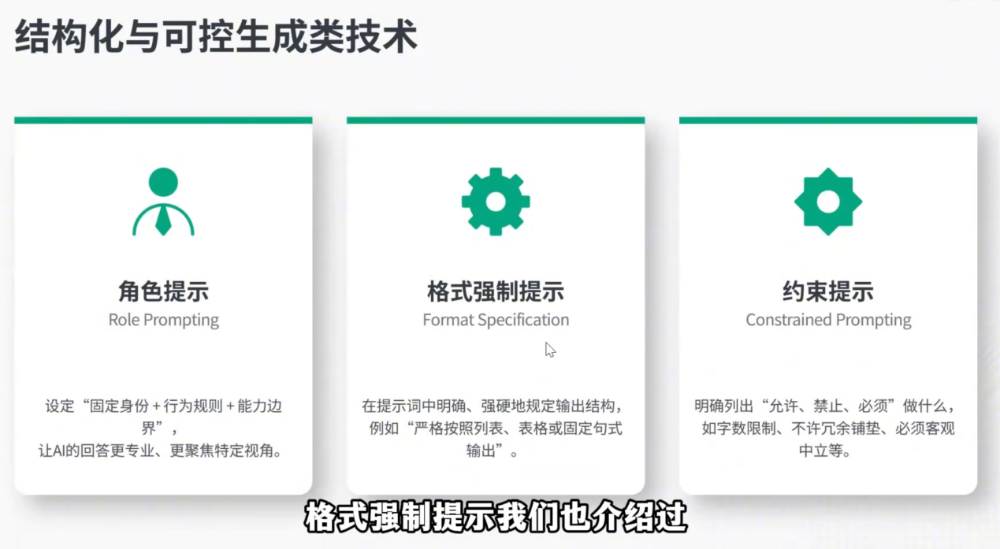 结构化与可控生成类技术
角色提示
Role Prompting
设定“固定身份+行为规则+能力边
界”，
让AI的回答更专业、更聚焦特定视角。
格式强制提示
Format Specification
在提示词中明确、强硬地规定输出结构，
例如“严格按照列表、表格或固定句式
输出”。
约束提示
Constrained Prompting
明确列出“允许、禁止、必须”做什么，
如字数限制、不许冗余铺垫、必须客观
中立等。
格式强制提示我们也介绍过